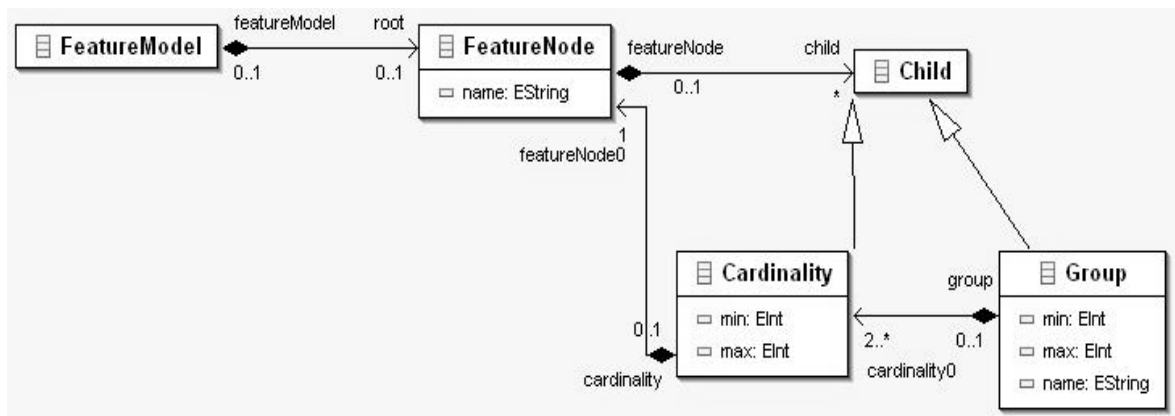 featureModel root
FeatureModel
0..1 0..1
FeatureNode
name: EString
featureNode child
0..1 *
Child
1
featureNode0
Cardinality
min: EInt
max: EInt
0..1
cardinality
group
2..* 0..1
cardinality0
Group
min: EInt
max: EInt
name: EString